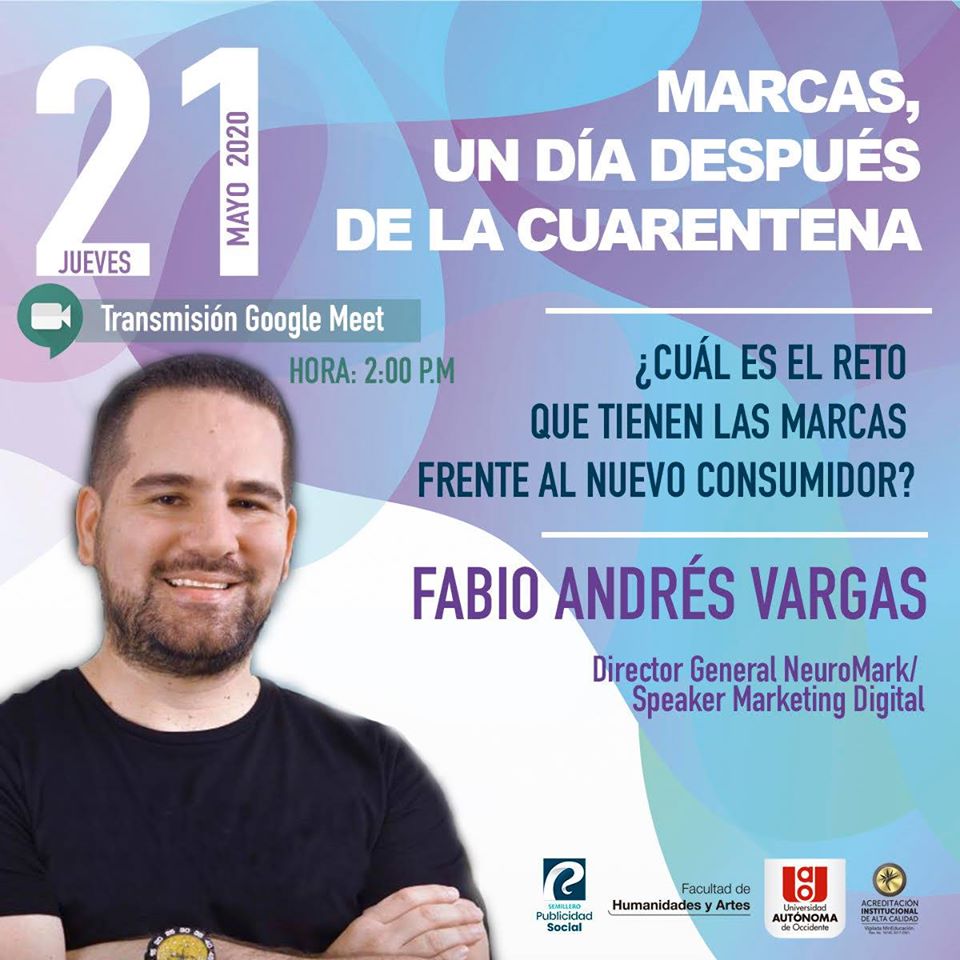 21
JUEVES
MAYO 2020
MARCAS,
UN DÍA DESPUÉS
DE LA CUARENTENA
Transmisión Google Meet
HORA: 2:00 P.M
¿CUÁL ES EL RETO
QUE TIENEN LAS MARCAS
FRENTE AL NUEVO CONSUMIDOR?
FABIO ANDRÉS VARGAS
Director General NeuroMark/
Speaker Marketing Digital
SEMILLERO
Publicidad
Social
Facultad de
Humanidades y Artes
Universidad
AUTÓNOMA
de Occidente
ACREDITACIÓN
INSTITUCIONAL
DE ALTA CALIDAD
Vigilada MinEducación.